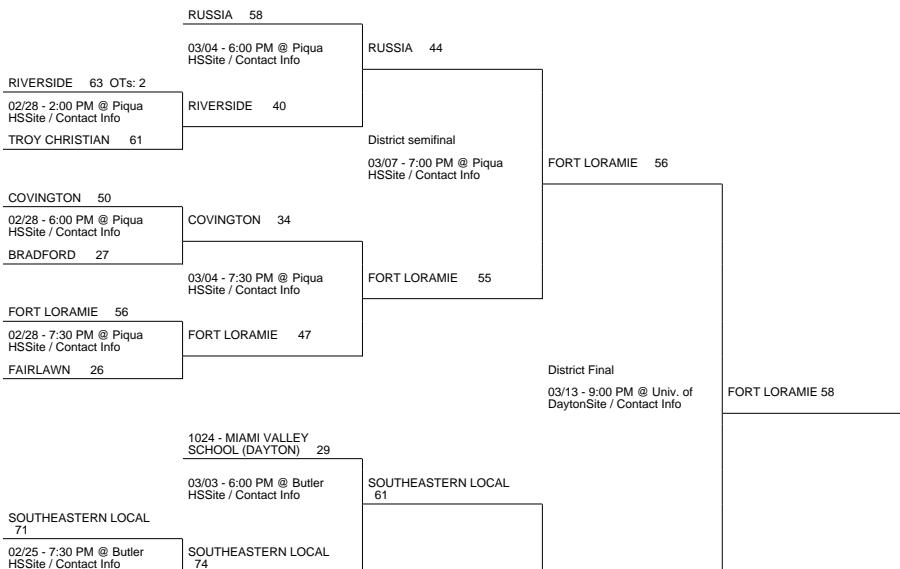 RUSSIA 58
03/04 - 6:00 PM @ Piqua
HSSite / Contact Info
RUSSIA 44
RIVERSIDE 63 OTs: 2
02/28 - 2:00 PM @ Piqua
HSSite / Contact Info
RIVERSIDE 40
TROY CHRISTIAN 61
District semifinal
03/07 - 7:00 PM @ Piqua
HSSite / Contact Info
FORT LORAMIE 56
COVINGTON 50
02/28 - 6:00 PM @ Piqua
HSSite / Contact Info
COVINGTON 34
BRADFORD 27
03/04 - 7:30 PM @ Piqua
HSSite / Contact Info
FORT LORAMIE 55
FORT LORAMIE 56
02/28 - 7:30 PM @ Piqua
HSSite / Contact Info
FORT LORAMIE 47
FAIRLAWN 26
District Final
03/13 - 9:00 PM @ Univ. of
DaytonSite / Contact Info
FORT LORAMIE 58
1024 - MIAMI VALLEY
SCHOOL (DAYTON) 29
03/03 - 6:00 PM @ Butler
HSSite / Contact Info
SOUTHEASTERN LOCAL
61
SOUTHEASTERN LOCAL
71
02/25 - 7:30 PM @ Butler
HSSite / Contact Info
SOUTHEASTERN LOCAL
74